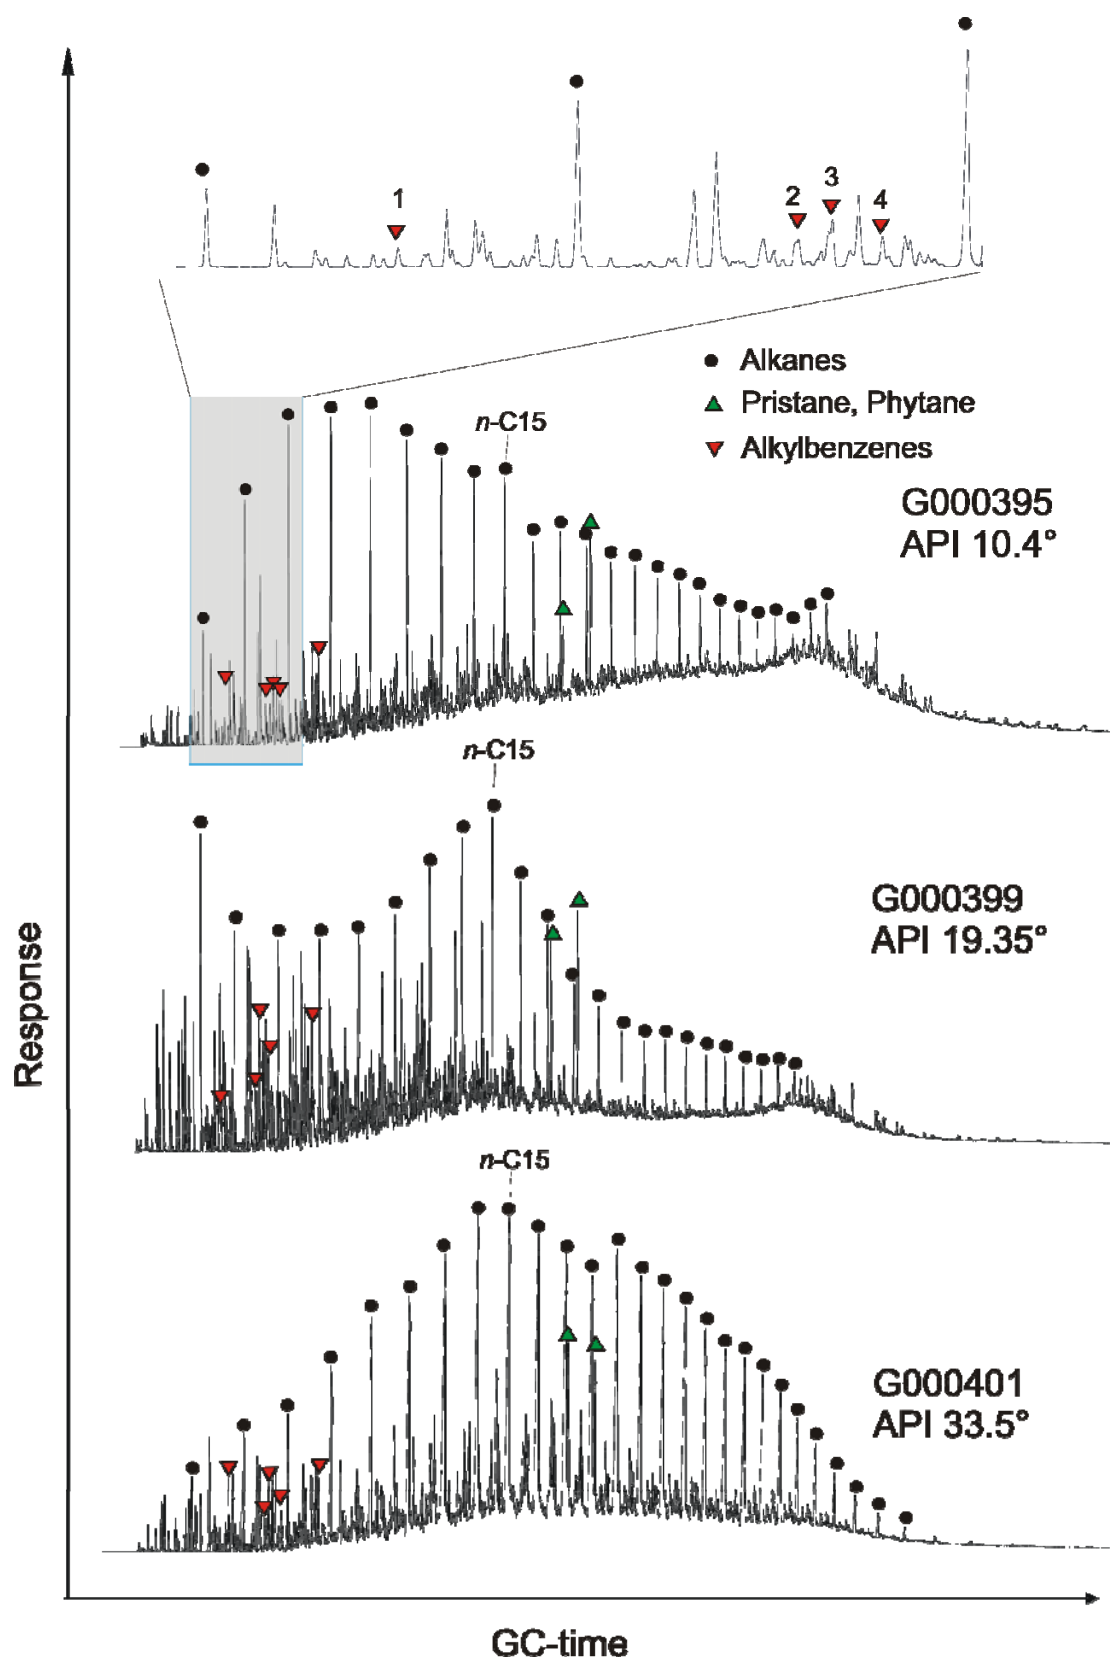 1
2
3
4
Alkanes
Pristane, Phytane
Alkylbenzenes
n-C15
G000395
API 10.4°
n-C15
G000399
API 19.35°
n-C15
G000401
API 33.5°
Response
GC-time